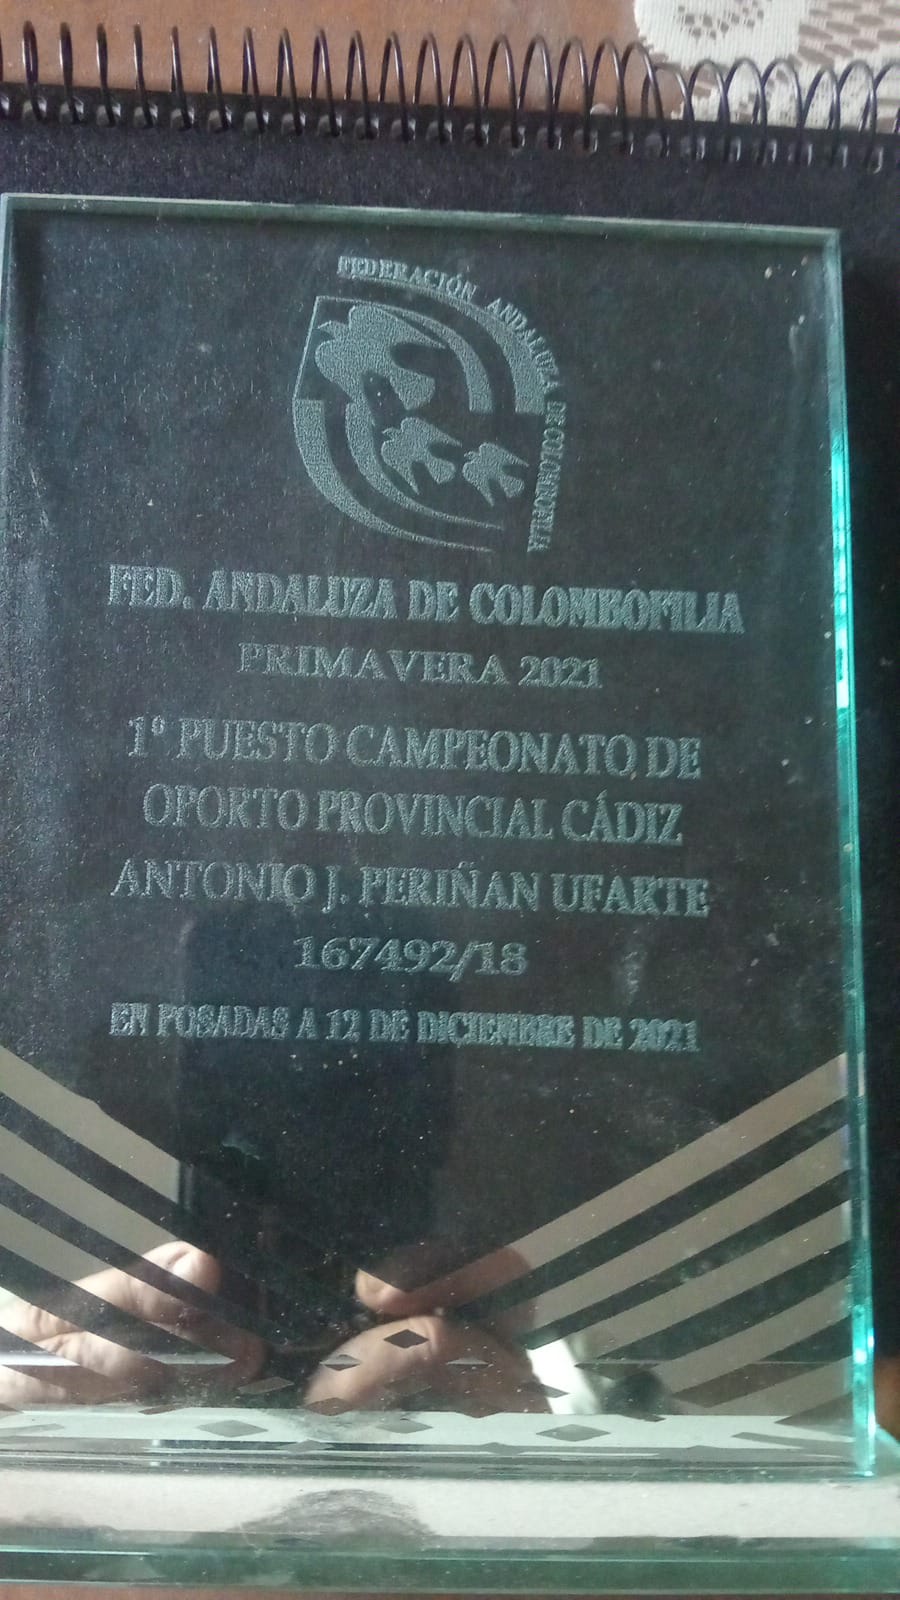 FEDERACIÓN ANDALUZA DE COLOMBOFILIA
FED. ANDALUZA DE COLOMBOFILIA
PRIMAVERA 2021
1º PUESTO CAMPEONATO DE
OPORTO PROVINCIAL CÁDIZ
ANTONIO J. PERIÑAN UFARTE
167492/18
EN POSADAS A 12 DE DICIEMBRE DE 2021